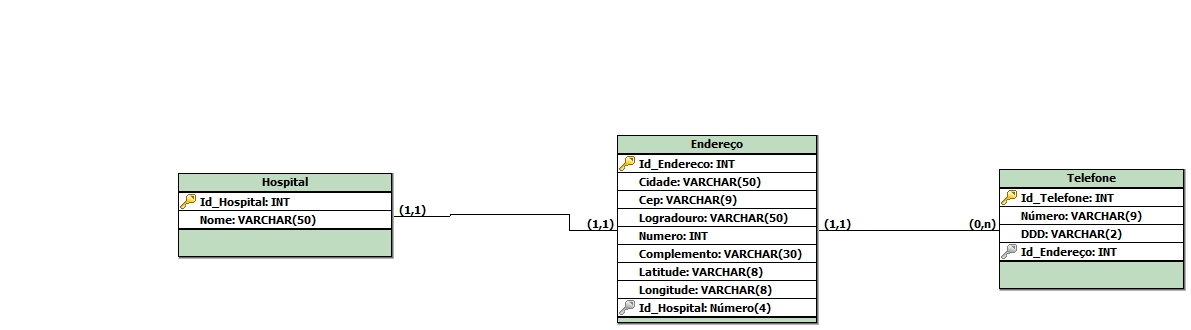 Hospital
Id_Hospital: INT
Nome: VARCHAR(50)
(1,1)
(1,1)
Endereço
Id_Endereco: INT
Cidade: VARCHAR(50)
Cep: VARCHAR(9)
Logradouro: VARCHAR(50)
Numero: INT
Complemento: VARCHAR(30)
Latitude: VARCHAR(8)
Longitude: VARCHAR(8)
Id_Hospital: Número(4)
(1,1)
(0,n)
Telefone
Id_Telefone: INT
Número: VARCHAR(9)
DDD: VARCHAR(2)
Id_Endereço: INT